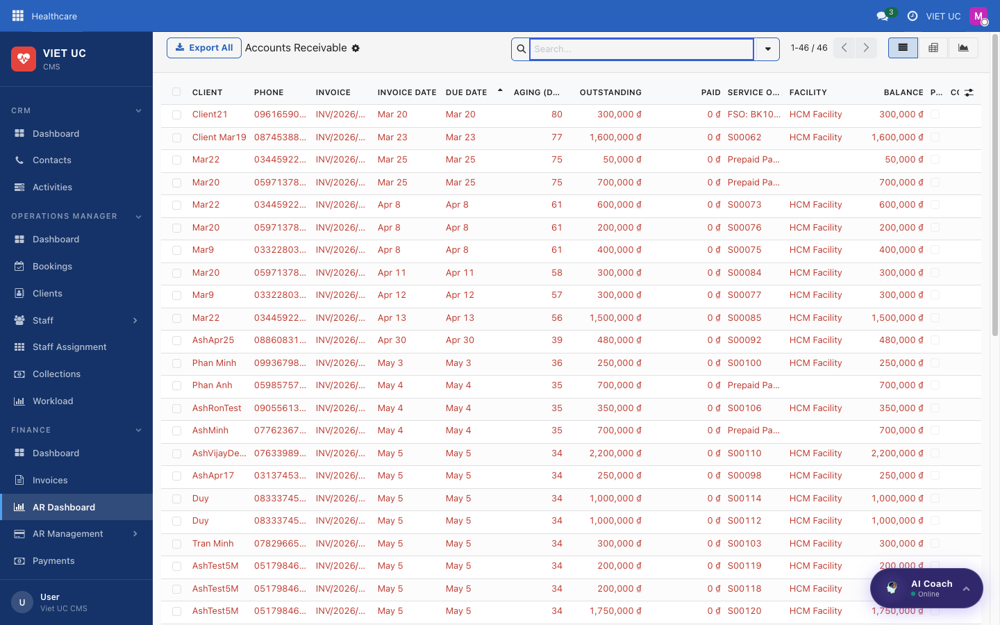 Healthcare
3
VIET UC
M
VIET UC
CMS
CRM
Dashboard
Contacts
Activities
OPERATIONS MANAGER
Dashboard
Bookings
Clients
Staff
Staff Assignment
Collections
Workload
FINANCE
Dashboard
Invoices
AR Dashboard
AR Management
Payments
U
User
Viet UC CMS
Export All
Accounts Receivable
Search...
1-46 / 46
CLIENT PHONE INVOICE INVOICE DATE DUE DATE AGING (D... OUTSTANDING PAID SERVICE O... FACILITY BALANCE P...
Client21 09616590... INV/2026/... Mar 20 Mar 20 80 300,000 ₫ 0 ₫ FSO: BK10... HCM Facility 300,000 ₫
Client Mar19 08745388... INV/2026/... Mar 23 Mar 23 77 1,600,000 ₫ 0 ₫ S00062 HCM Facility 1,600,000 ₫
Mar22 03445922... INV/2026/... Mar 25 Mar 25 75 50,000 ₫ 0 ₫ Prepaid Pa... 50,000 ₫
Mar20 05971378... INV/2026/... Mar 25 Mar 25 75 700,000 ₫ 0 ₫ Prepaid Pa... 700,000 ₫
Mar22 03445922... INV/2026/... Apr 8 Apr 8 61 600,000 ₫ 0 ₫ S00073 HCM Facility 600,000 ₫
Mar20 05971378... INV/2026/... Apr 8 Apr 8 61 200,000 ₫ 0 ₫ S00076 HCM Facility 200,000 ₫
Mar9 03322803... INV/2026/... Apr 8 Apr 8 61 400,000 ₫ 0 ₫ S00075 HCM Facility 400,000 ₫
Mar20 05971378... INV/2026/... Apr 11 Apr 11 58 300,000 ₫ 0 ₫ S00084 HCM Facility 300,000 ₫
Mar9 03322803... INV/2026/... Apr 12 Apr 12 57 300,000 ₫ 0 ₫ S00077 HCM Facility 300,000 ₫
Mar22 03445922... INV/2026/... Apr 13 Apr 13 56 1,500,000 ₫ 0 ₫ S00085 HCM Facility 1,500,000 ₫
AshApr25 08860831... INV/2026/... Apr 30 Apr 30 39 480,000 ₫ 0 ₫ S00092 HCM Facility 480,000 ₫
Phan Minh 09936798... INV/2026/... May 3 May 3 36 250,000 ₫ 0 ₫ S00100 HCM Facility 250,000 ₫
Phan Anh 05985757... INV/2026/... May 4 May 4 35 700,000 ₫ 0 ₫ Prepaid Pa... 700,000 ₫
AshRonTest 09055613... INV/2026/... May 4 May 4 35 350,000 ₫ 0 ₫ S00106 HCM Facility 350,000 ₫
AshMinh 07762367... INV/2026/... May 4 May 4 35 700,000 ₫ 0 ₫ Prepaid Pa... 700,000 ₫
AshVijayDe... 07633989... INV/2026/... May 5 May 5 34 2,200,000 ₫ 0 ₫ S00110 HCM Facility 2,200,000 ₫
AshApr17 03137453... INV/2026/... May 5 May 5 34 250,000 ₫ 0 ₫ S00098 HCM Facility 250,000 ₫
Duy 08333745... INV/2026/... May 5 May 5 34 1,000,000 ₫ 0 ₫ S00114 HCM Facility 1,000,000 ₫
Duy 08333745... INV/2026/... May 5 May 5 34 1,000,000 ₫ 0 ₫ S00112 HCM Facility 1,000,000 ₫
Tran Minh 07829665... INV/2026/... May 5 May 5 34 300,000 ₫ 0 ₫ S00103 HCM Facility 300,000 ₫
AshTest5M 05179846... INV/2026/... May 5 May 5 34 200,000 ₫ 0 ₫ S00119 HCM Facility 200,000 ₫
AshTest5M 05179846... INV/2026/... May 5 May 5 34 200,000 ₫ 0 ₫ S00118 HCM Facility
AshTest5M 05179846... INV/2026/... May 5 May 5 34 1,750,000 ₫ 0 ₫ S00120 HCM Facility 1,750,000 ₫
AI Coach
Online